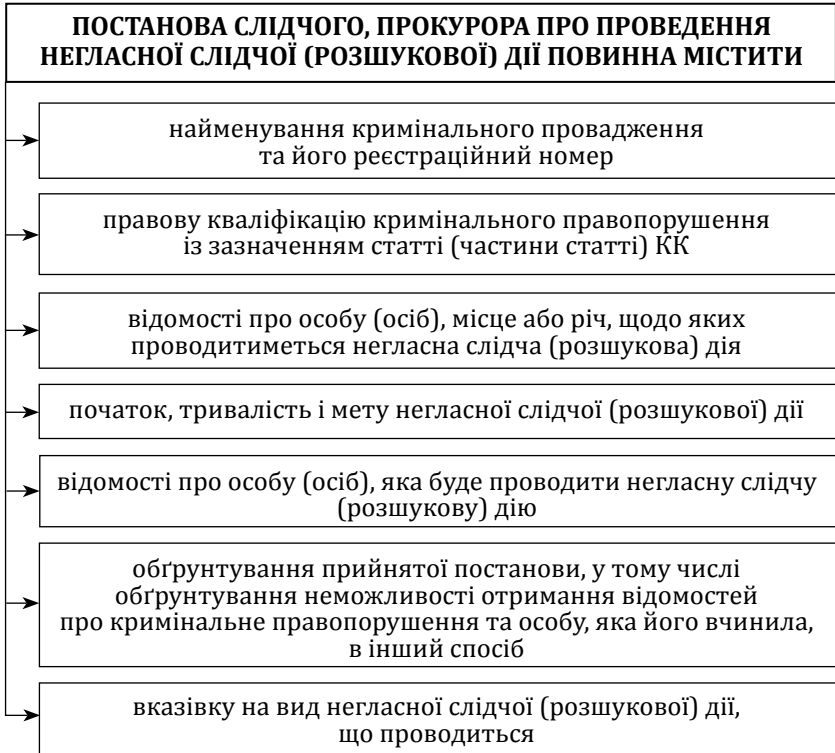 ПОСТАНОВА СЛІДЧОГО, ПРОКУРОРА ПРО ПРОВЕДЕННЯ
НЕГЛАСНОЇ СЛІДЧОЇ (РОЗШУКОВОЇ) ДІЇ ПОВИННА МІСТИТИ
найменування кримінального провадження
та його реєстраційний номер
правову кваліфікацію кримінального правопорушення
із зазначенням статті (частини статті) КК
відомості про особу (осіб), місце або річ, щодо яких
проводитиметься негласна слідча (розшукова) дія
початок, тривалість і мету негласної слідчої (розшукової) дії
відомості про особу (осіб), яка буде проводити негласну слідчу
(розшукову) дію
обґрунтування прийнятої постанови, у тому числі
обґрунтування неможливості отримання відомостей
про кримінальне правопорушення та особу, яка його вчинила,
в інший спосіб
вказівку на вид негласної слідчої (розшукової) дії,
що проводиться